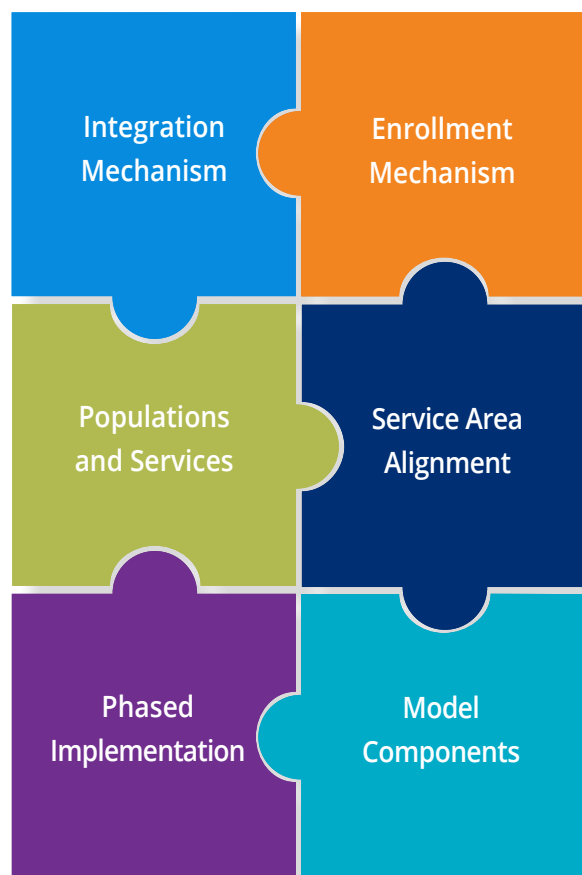 Integration
Mechanism
Enrollment
Mechanism
Populations
and Services
Service Area
Alignment
Phased
Implementation
Model
Components